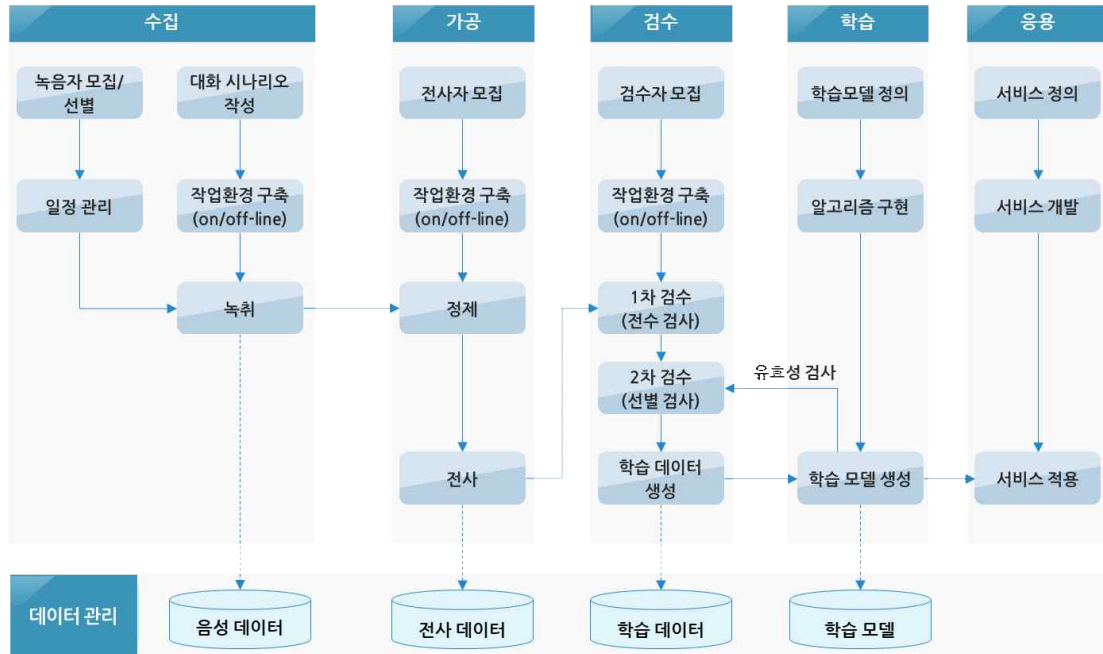 수집
가공
검수
학습
응용
녹음자 모집/
선별
대화 시나리오
작성
전사자 모집
검수자 모집
학습모델 정의
서비스 정의
일정 관리
작업환경 구축
(on/off-line)
작업환경 구축
(on/off-line)
작업환경 구축
(on/off-line)
알고리즘 구현
서비스 개발
녹취
정제
1차 검수
(전수 검사)
2차 검수
(선별 검사)
유효성 검사
전사
학습 데이터
생성
학습 모델 생성
서비스 적용
데이터 관리
음성 데이터
전사 데이터
학습 데이터
학습 모델